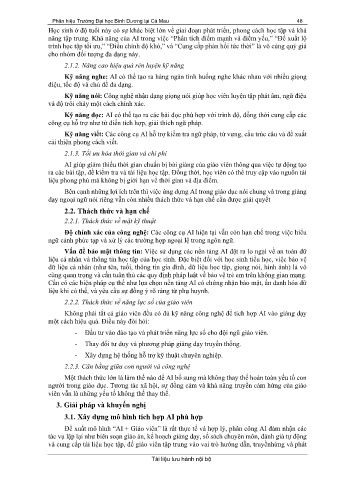 Phân hiệu Trường Đại học Bình Dương tại Cà Mau 48
Học sinh ở độ tuổi này có sự khác biệt lớn về giai đoạn phát triển, phong cách học tập và khả
năng tập trung. Khả năng của AI trong việc “Phân tích điểm mạnh và điểm yếu,” “Đề xuất lộ
trình học tập tối ưu,” “Điều chỉnh độ khó,” và “Cung cấp phản hồi tức thời” là vô cùng quý giá
cho nhóm đối tượng đa dạng này.
2.1.2. Nâng cao hiệu quả rèn luyện kỹ năng
Kỹ năng nghe: AI có thể tạo ra hàng ngàn tình huống nghe khác nhau với nhiều giọng
điệu, tốc độ và chủ đề đa dạng.
Kỹ năng nói: Công nghệ nhận dạng giọng nói giúp học viên luyện tập phát âm, ngữ điệu
và độ trôi chảy một cách chính xác.
Kỹ năng đọc: AI có thể tạo ra các bài đọc phù hợp với trình độ, đồng thời cung cấp các
công cụ hỗ trợ như từ điển tích hợp, giải thích ngữ pháp.
Kỹ năng viết: Các công cụ AI hỗ trợ kiểm tra ngữ pháp, từ vựng, cấu trúc câu và đề xuất
cải thiện phong cách viết.
2.1.3. Tối ưu hóa thời gian và chi phí
AI giúp giảm thiểu thời gian chuẩn bị bài giảng của giáo viên thông qua việc tự động tạo
ra các bài tập, đề kiểm tra và tài liệu học tập. Đồng thời, học viên có thể truy cập vào nguồn tài
liệu phong phú mà không bị giới hạn về thời gian và địa điểm.
Bên cạnh những lợi ích trên thì việc ứng dụng AI trong giáo dục nói chung và trong giảng
dạy ngoại ngữ nói riêng vẫn còn nhiều thách thức và hạn chế cần được giải quyết
2.2. Thách thức và hạn chế
2.2.1. Thách thức về mặt kỹ thuật
Độ chính xác của công nghệ: Các công cụ AI hiện tại vẫn còn hạn chế trong việc hiểu
ngữ cảnh phức tạp và xử lý các trường hợp ngoại lệ trong ngôn ngữ.
Vấn đề bảo mật thông tin: Việc sử dụng các nền tảng AI đặt ra lo ngại về an toàn dữ
liệu cá nhân và thông tin học tập của học sinh. Đặc biệt đối với học sinh tiểu học, việc bảo vệ
dữ liệu cá nhân (như tên, tuổi, thông tin gia đình, dữ liệu học tập, giọng nói, hình ảnh) là vô
cùng quan trọng và cần tuân thủ các quy định pháp luật về bảo vệ trẻ em trên không gian mạng.
Cần có các biện pháp cụ thể như lựa chọn nền tảng AI có chứng nhận bảo mật, ẩn danh hóa dữ
liệu khi có thể, và yêu cầu sự đồng ý rõ ràng từ phụ huynh.
2.2.2. Thách thức về năng lực số của giáo viên
Không phải tất cả giáo viên đều có đủ kỹ năng công nghệ để tích hợp AI vào giảng dạy
một cách hiệu quả. Điều này đòi hỏi:
- Đầu tư vào đào tạo và phát triển năng lực số cho đội ngũ giáo viên.
- Thay đổi tư duy và phương pháp giảng dạy truyền thống.
- Xây dựng hệ thống hỗ trợ kỹ thuật chuyên nghiệp.
2.2.3. Cân bằng giữa con người và công nghệ
Một thách thức lớn là làm thế nào để AI bổ sung mà không thay thế hoàn toàn yếu tố con
người trong giáo dục. Tương tác xã hội, sự đồng cảm và khả năng truyền cảm hứng của giáo
viên vẫn là những yếu tố không thể thay thế.
3. Giải pháp và khuyến nghị
3.1. Xây dựng mô hình tích hợp AI phù hợp
Đề xuất mô hình “AI + Giáo viên” là rất thực tế và hợp lý, phân công AI đảm nhận các
tác vụ lặp lại như biên soạn giáo án, kế hoạch giảng dạy, sổ sách chuyên môn, đánh giá tự động
và cung cấp tài liệu học tập, để giáo viên tập trung vào vai trò hướng dẫn, truyềnhứng và phát
Tài liệu lưu hành nội bộ